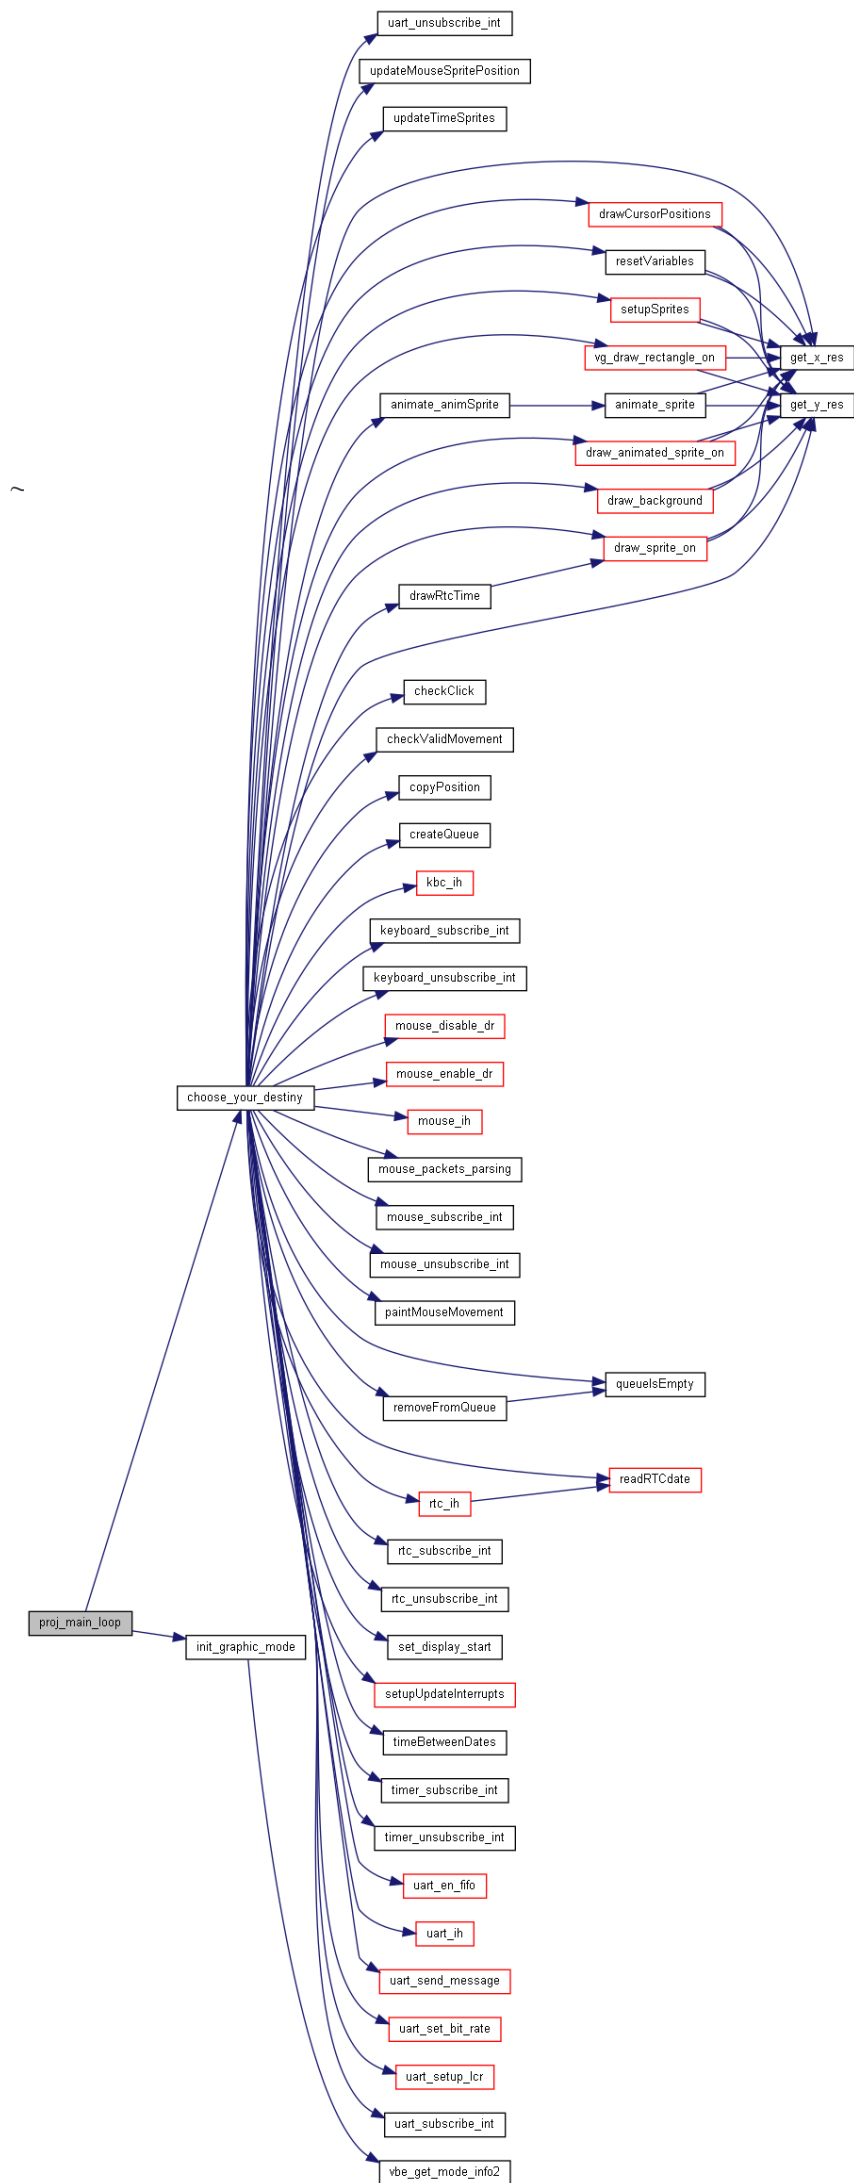 uart_unsubscribe_int
updateMouseSpritePosition
updateTimeSprites
drawCursorPositions
resetVariables
setupSprites
vg_draw_rectangle_on
get_x_res
animate_animSprite
animate_sprite
get_y_res
draw_animated_sprite_on
~
draw_background
draw_sprite_on
drawRtcTime
checkClick
checkValidMovement
copyPosition
createQueue
kbc_ih
keyboard_subscribe_int
keyboard_unsubscribe_int
mouse_disable_dr
mouse_enable_dr
choose_your_destiny
mouse_ih
mouse_packets_parsing
mouse_subscribe_int
mouse_unsubscribe_int
paintMouseMovement
queueIsEmpty
removeFromQueue
readRTCdate
rtc_ih
rtc_subscribe_int
rtc_unsubscribe_int
proj_main_loop
init_graphic_mode
set_display_start
setupUpdateInterrupts
timeBetweenDates
timer_subscribe_int
timer_unsubscribe_int
uart_en_fifo
uart_ih
uart_send_message
uart_set_bit_rate
uart_setup_lcr
uart_subscribe_int
vbe_get_mode_info2